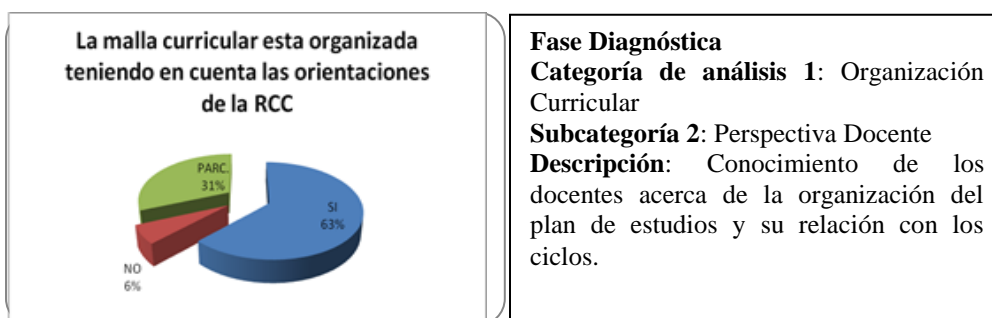 La malla curricular esta organizada
teniendo en cuenta las orientaciones
de la RCC
PARC.
31%
SI
63%
NO
6%
Fase Diagnóstica
Categoría de análisis 1: Organización
Curricular
Subcategoría 2: Perspectiva Docente
Descripción: Conocimiento de los
docentes acerca de la organización del
plan de estudios y su relación con los
ciclos.